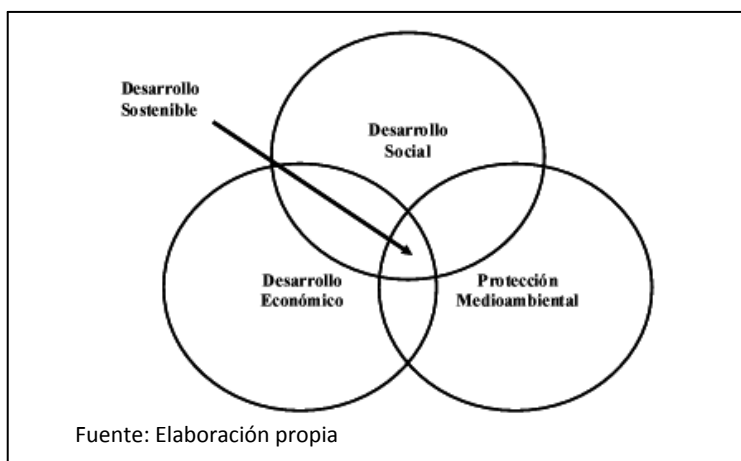 Desarrollo
Sostenible
Desarrollo
Social
Desarrollo
Económico
Protección
Medioambiental
Fuente: Elaboración propia